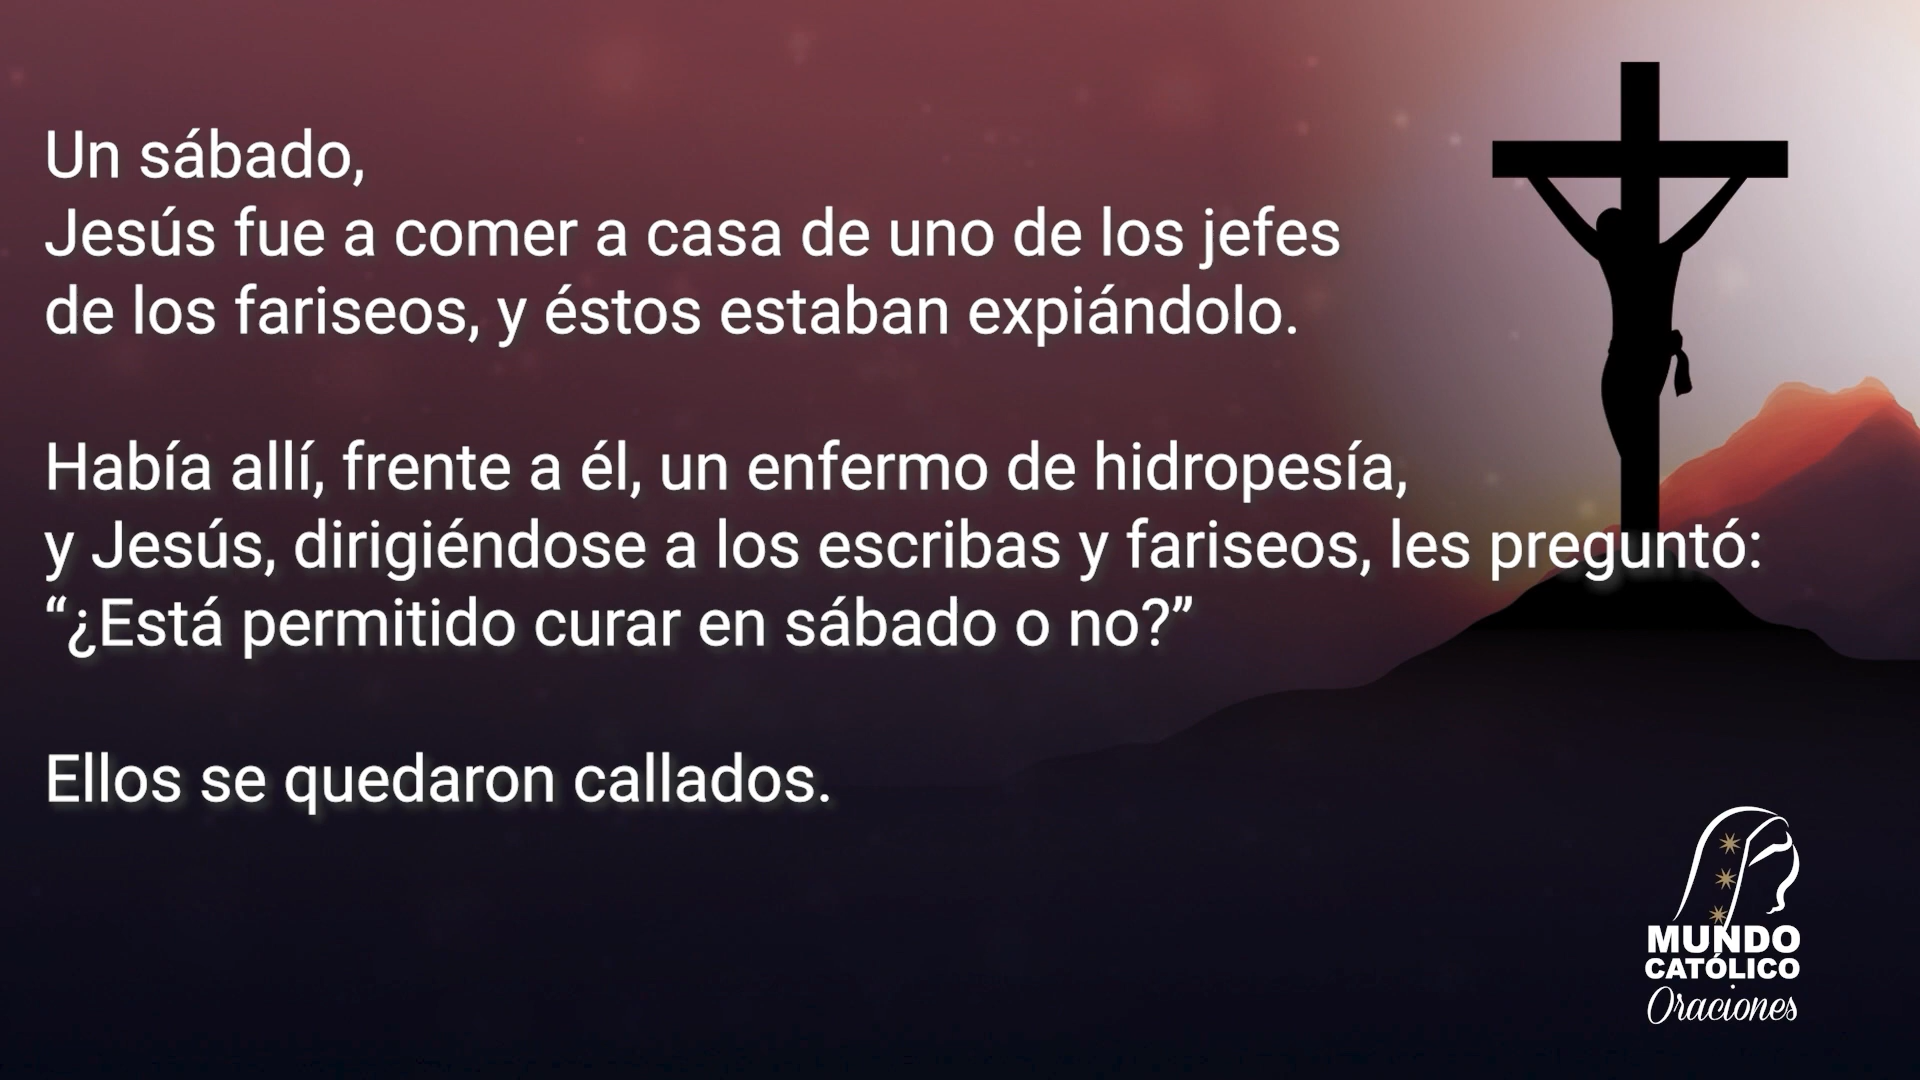 Un sábado,
Jesús fue a comer a casa de uno de los jefes
de los fariseos, y éstos estaban expiándolo.
Había allí, frente a él, un enfermo de hidropesía,
y Jesús, dirigiéndose a los escribas y fariseos, les preguntó:
“¿Está permitido curar en sábado o no?”
Ellos se quedaron callados.
MUNDO
CATÓLICO
Oraciones